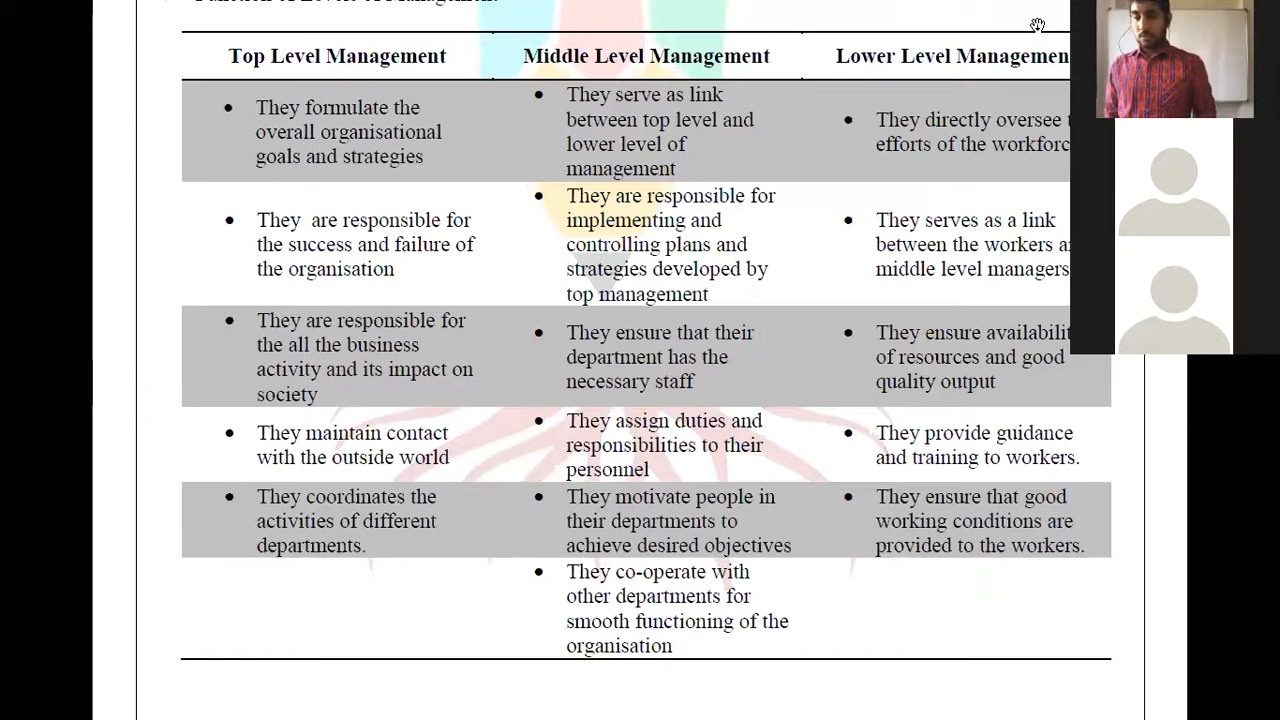 Top Level Management
Middle Level Management
Lower Level Managemen
They formulate the
overall organisational
goals and strategies
They serve as link
between top level and
lower level of
management
They directly oversee
efforts of the workforc
They are responsible for
the success and failure of
the organisation
They are responsible for
implementing and
controlling plans and
strategies developed by
top management
They serves as a link
between the workers a
middle level managers
They are responsible for
the all the business
activity and its impact on
society
They ensure that their
department has the
necessary staff
They ensure availabilit
of resources and good
quality output
They maintain contact
with the outside world
They assign duties and
responsibilities to their
personnel
They provide guidance
and training to workers.
They coordinates the
activities of different
departments.
They motivate people in
their departments to
achieve desired objectives
They ensure that good
working conditions are
provided to the workers.
They co-operate with
other departments for
smooth functioning of the
organisation